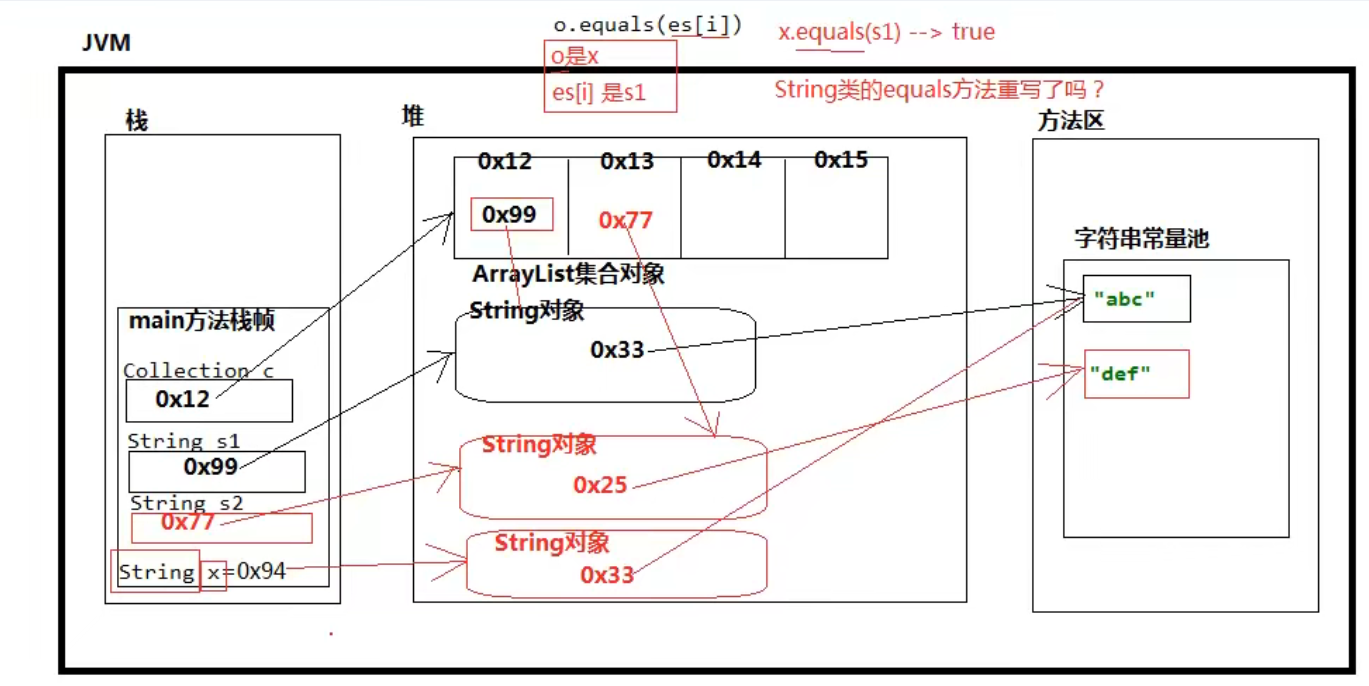 o.equals(es[i])
x.equals(s1) --> true
JVM
o是x
es[i] 是s1
String类的equals方法重写了吗？
栈
堆
方法区
0x12
0x13
0x14
0x15
0x99
0x77
ArrayList集合对象
字符串常量池
String对象
0x33
"abc"
"def"
main方法栈帧
Collection c
0x12
String s1
0x99
String s2
0x77
String x=0x94
String对象
0x25
String对象
0x33